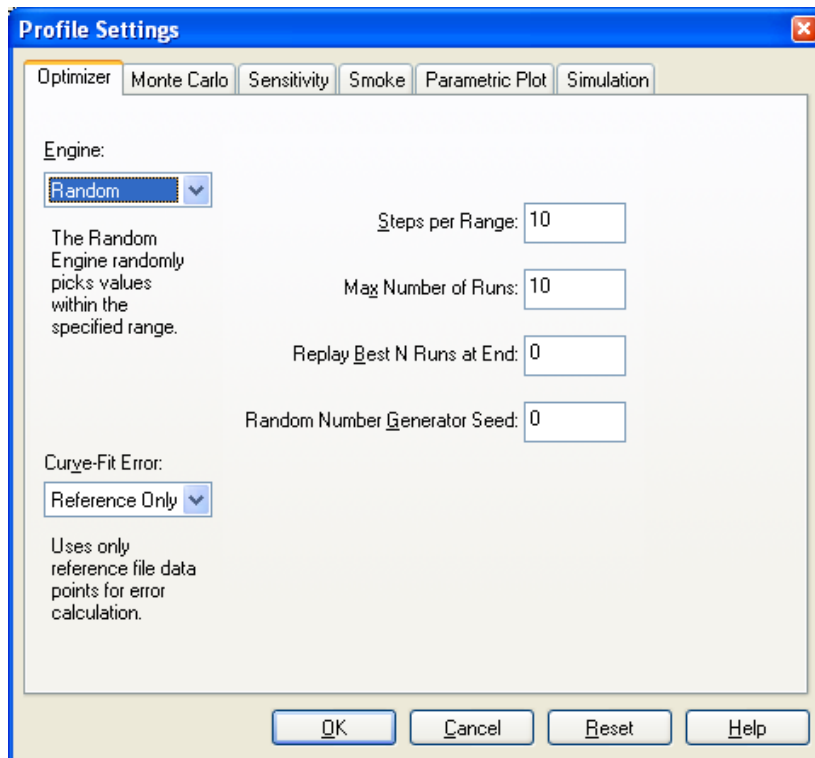 Profile Settings
Optimizer Monte Carlo Sensitivity Smoke Parametric Plot Simulation
Engine:
Random
The Random
Engine randomly
picks values
within the
specified range.
Steps per Range: 10
Max Number of Runs: 10
Replay Best N Runs at End: 0
Random Number Generator Seed: 0
Curve-Fit Error:
Reference Only
Uses only
reference file data
points for error
calculation.
OK Cancel Reset Help